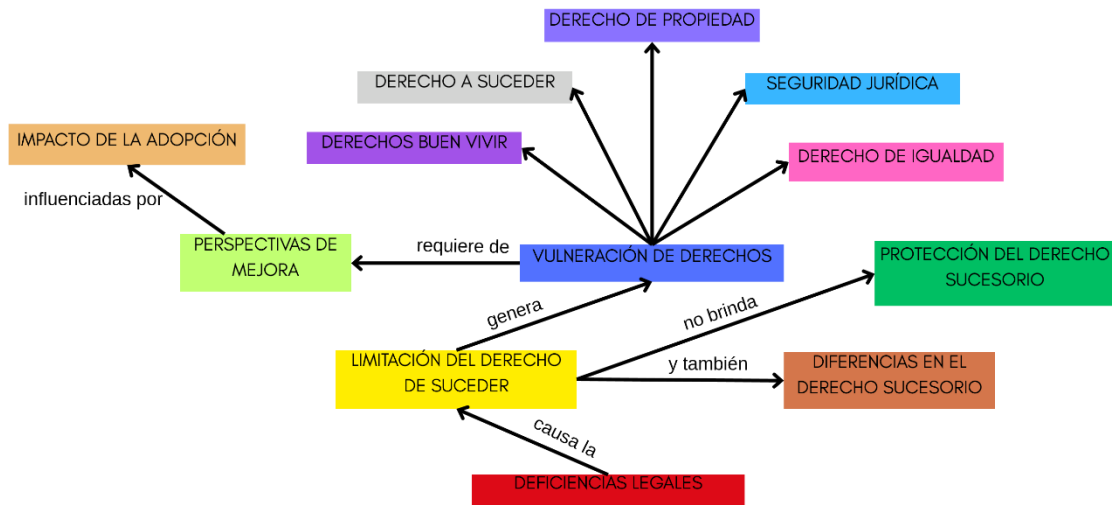 DERECHO DE PROPIEDAD
DERECHO A SUCEDER
SEGURIDAD JURÍDICA
IMPACTO DE LA ADOPCIÓN
DERECHOS BUEN VIVIR
DERECHO DE IGUALDAD
influenciadas por
PERSPECTIVAS DE
MEJORA
requiere de
VULNERACIÓN DE DERECHOS
PROTECCIÓN DEL DERECHO
SUCESORIO
genera
no brinda
LIMITACIÓN DEL DERECHO
DE SUCEDER
y también
DIFERENCIAS EN EL
DERECHO SUCESORIO
causa la
DEFICIENCIAS LEGALES